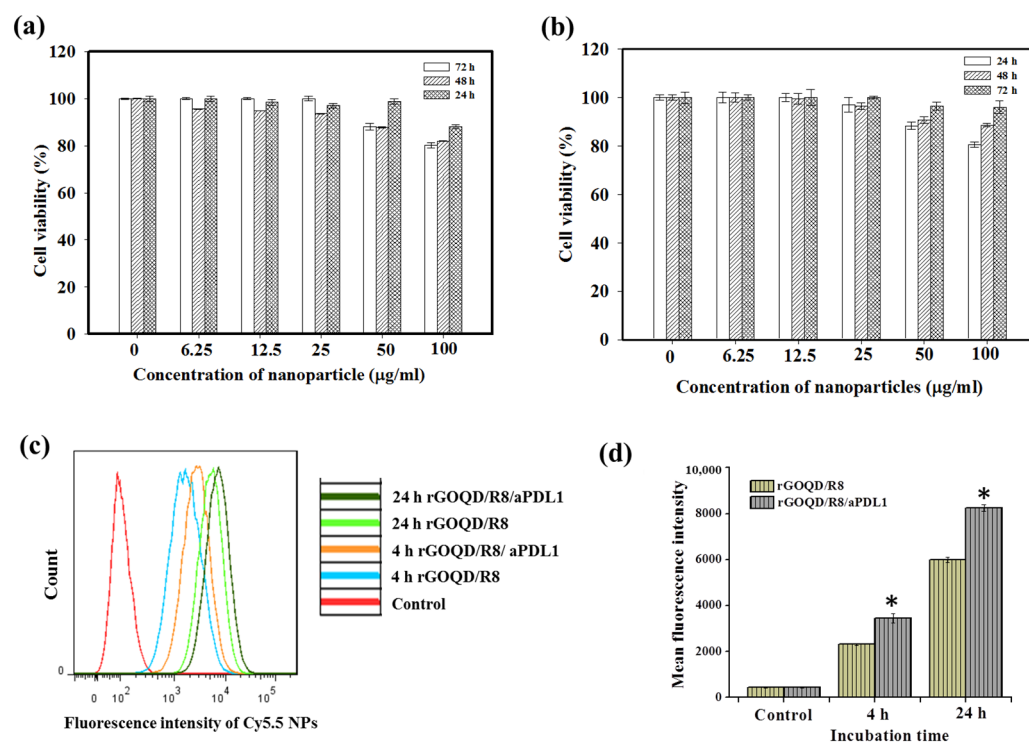 (a)
120
100
80
60
40
20
0
Cell viability (%)
72 h
48 h
24 h
0 6.25 12.5 25 50 100
Concentration of nanoparticle (μg/ml)
(b)
120
100
80
60
40
20
0
Cell viability (%)
24 h
48 h
72 h
0 6.25 12.5 25 50 100
Concentration of nanoparticles (μg/ml)
(c)
Count
0
0 10² 10³ 10⁴ 10⁵
Fluorescence intensity of Cy5.5 NPs
24 h rGOQD/R8/aPDL1
24 h rGOQD/R8
4 h rGOQD/R8/ aPDL1
4 h rGOQD/R8
Control
(d)
10,000
8000
6000
4000
2000
0
Mean fluorescence intensity
rGOQD/R8
rGOQD/R8/aPDL1
*
*
Control 4 h 24 h
Incubation time